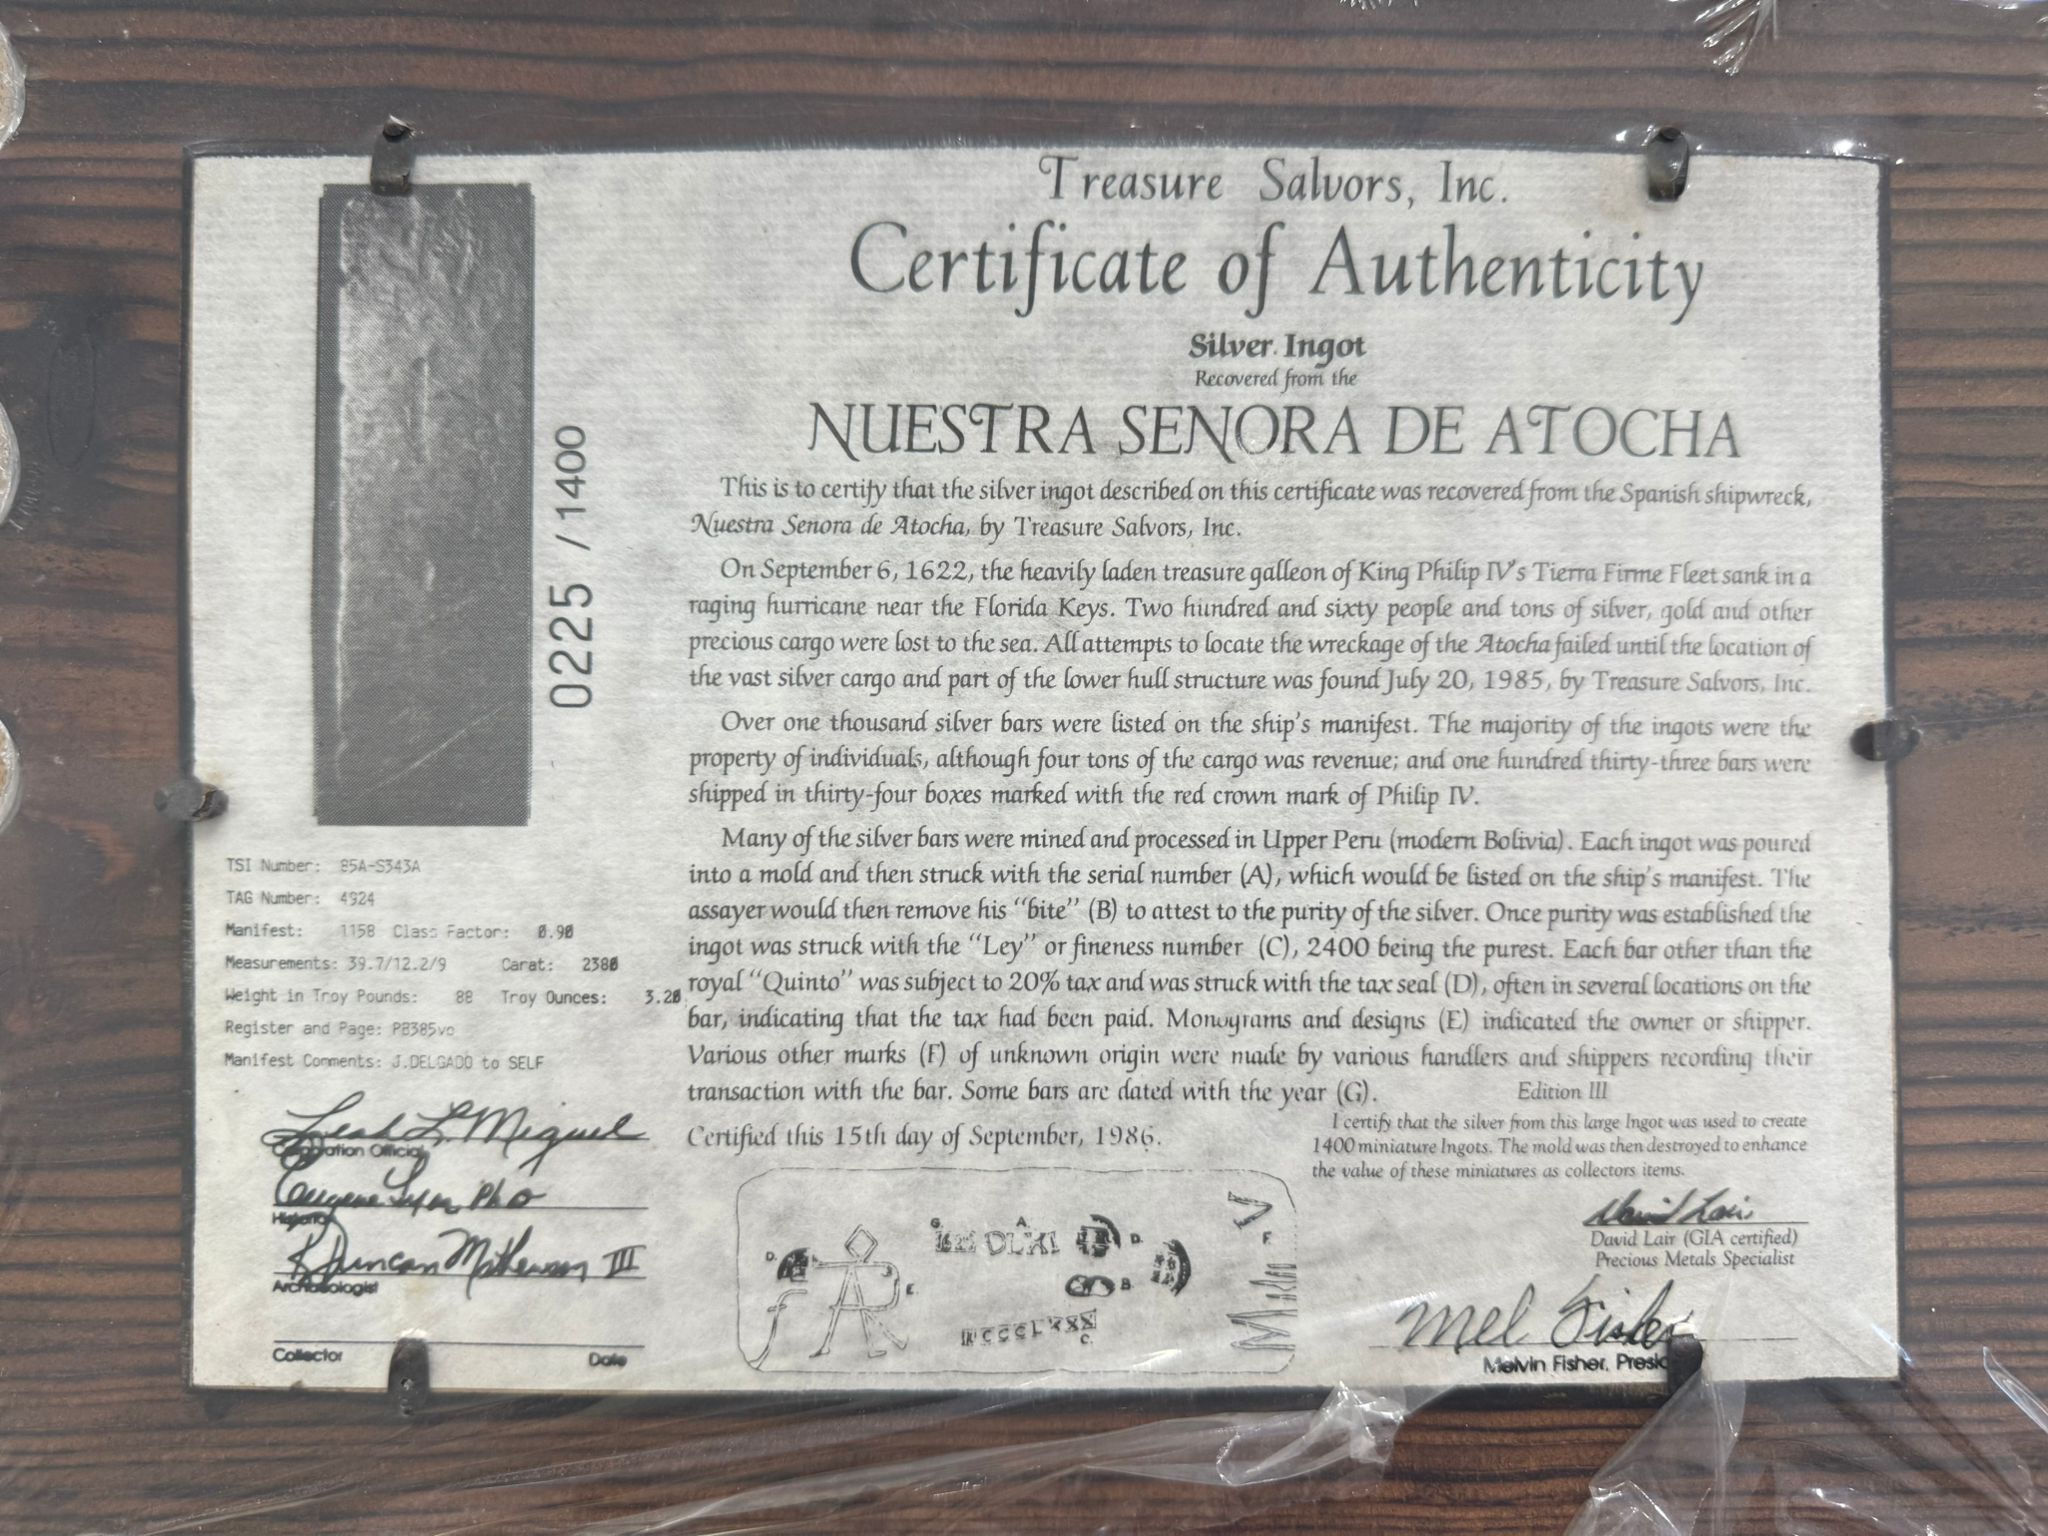 Treasure Salvors, Inc.
Certificate of Authenticity
Silver Ingot
Recovered from the
NUESTRA SENORA DE ATOCHA
This is to certify that the silver ingot described on this certificate was recovered from the Spanish shipwreck,
Nuestra Senora de Atocha, by Treasure Salvors, Inc.
On September 6, 1622, the heavily laden treasure galleon of King Philip IV's Tierra Firme Fleet sank in a
raging hurricane near the Florida Keys. Two hundred and sixty people and tons of silver, gold and other
precious cargo were lost to the sea. All attempts to locate the wreckage of the Atocha failed until the location of
the vast silver cargo and part of the lower hull structure was found July 20, 1985, by Treasure Salvors, Inc.
Over one thousand silver bars were listed on the ship's manifest. The majority of the ingots were the
property of individuals, although four tons of the cargo was revenue; and one hundred thirty-three bars were
shipped in thirty-four boxes marked with the red crown mark of Philip IV.
Many of the silver bars were mined and processed in Upper Peru (modern Bolivia). Each ingot was poured
into a mold and then struck with the serial number (A), which would be listed on the ship's manifest. The
assayer would then remove his "bite" (B) to attest to the purity of the silver. Once purity was established the
ingot was struck with the "Ley" or fineness number (C), 2400 being the purest. Each bar other than the
royal "Quinto" was subject to 20% tax and was struck with the tax seal (D), often in several locations on the
bar, indicating that the tax had been paid. Monograms and designs (E) indicated the owner or shipper.
Various other marks (F) of unknown origin were made by various handlers and shippers recording their
transaction with the bar. Some bars are dated with the year (G).
Edition III
Certified this 15th day of September, 1986.
I certify that the silver from this large Ingot was used to create
1400 miniature Ingots. The mold was then destroyed to enhance
the value of these miniatures as collectors items.
David Lair
David Lair (GIA certified)
Precious Metals Specialist
Mel Fisher
Melvin Fisher,
0225 / 1400
TSI Number: 85A-S343A
TAG Number: 4924
Manifest: 1158 Class Factor: 0.90
Measurements: 39.7/12.2/9 Carat: 2380
Weight in Troy Pounds: 88 Troy Ounces: 3.20
Register and Page: PB385vo
Manifest Comments: J.DELGADO to SELF
Leah L. Miguel
Official
Eugene Lyon PhD
Historian
R Duncan Mathewson III
Archaeologist
Collector Date
G A D D E B F C